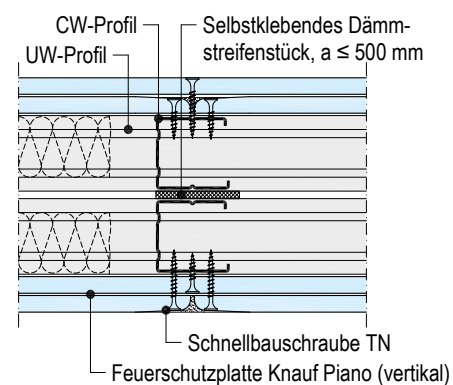 CW-Profil
UW-Profil
Selbstklebendes Dämm-
streifenstück, a ≤ 500 mm
Schnellbauschraube TN
Feuerschutzplatte Knauf Piano (vertikal)